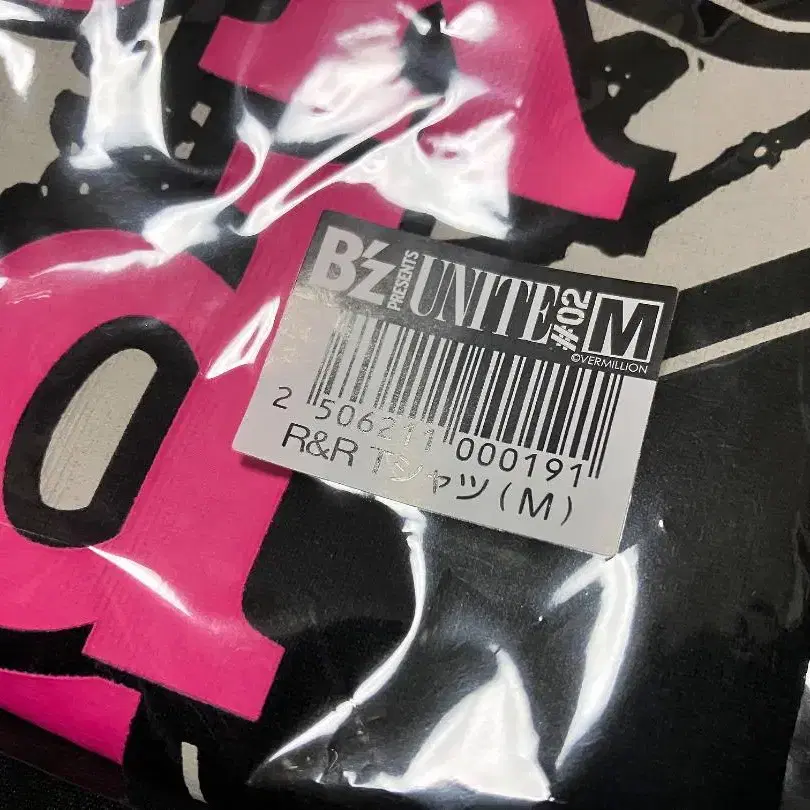 B'z PRESENTS UNITE #02 M
©VERMILLION
2 506211 000191
R&R Tシャツ(M)